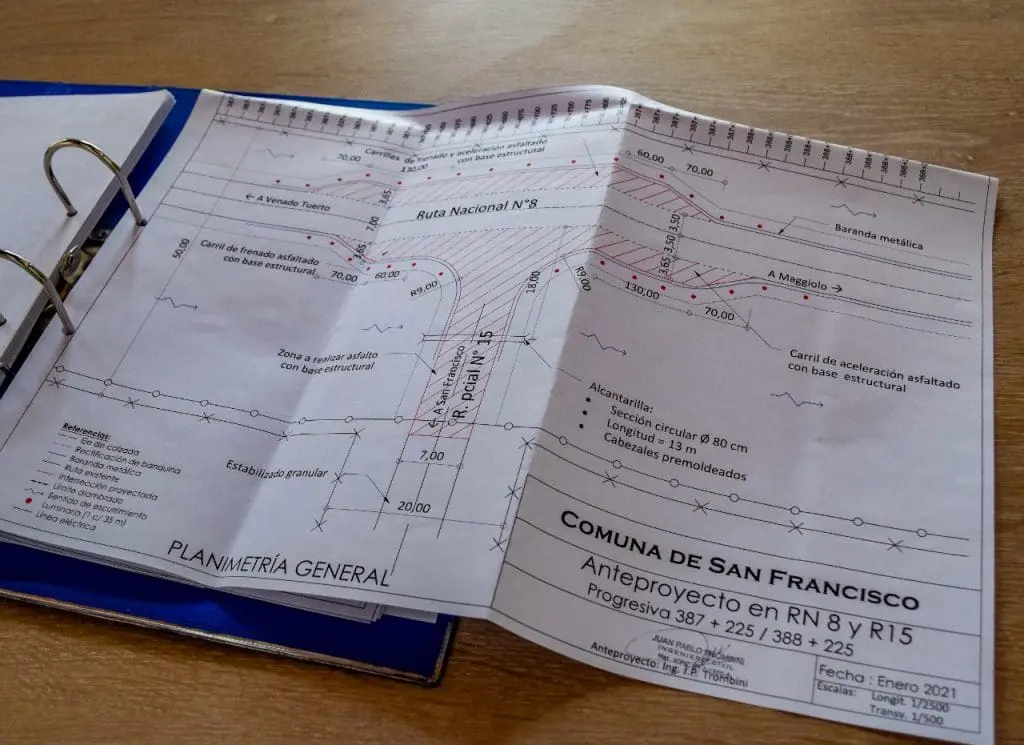 70,00
Carriles de frenado y aceleración asfaltado
con base estructural
130,00
60,00
70,00
3,65
← A Venado Tuerto
Ruta Nacional N°8
7,00
3,65
3,50
3,50
3,65
Baranda metálica
50,00
Carril de frenado asfaltado
con base estructural
70,00
60,00
R9,00
18,00
R9,00
A Maggiolo →
130,00
70,00
Zona a realizar asfalto
con base estructural
← A San Francisco
R. pcial N° 15
Carril de aceleración asfaltado
con base estructural
Alcantarilla:
• Sección circular Ø 80 cm
• Longitud = 13 m
• Cabezales premoldeados
Referencias:
Eje de calzada
Rectificación de banquina
Baranda metálica
Ruta existente
Intersección proyectada
Límite alambrado
Sentido de escurrimiento
Luminaria (1 c/ 35 m)
Línea eléctrica
Estabilizado granular
7,00
20,00
PLANIMETRÍA GENERAL
COMUNA DE SAN FRANCISCO
Anteproyecto en RN 8 y R15
Progresiva 387 + 225 / 388 + 225
JUAN PABLO TROMBINI
INGENIERO CIVIL
Anteproyecto: Ing. J.P. Trombini
Fecha : Enero 2021
Escalas: Longit. 1/2500
Transv. 1/500